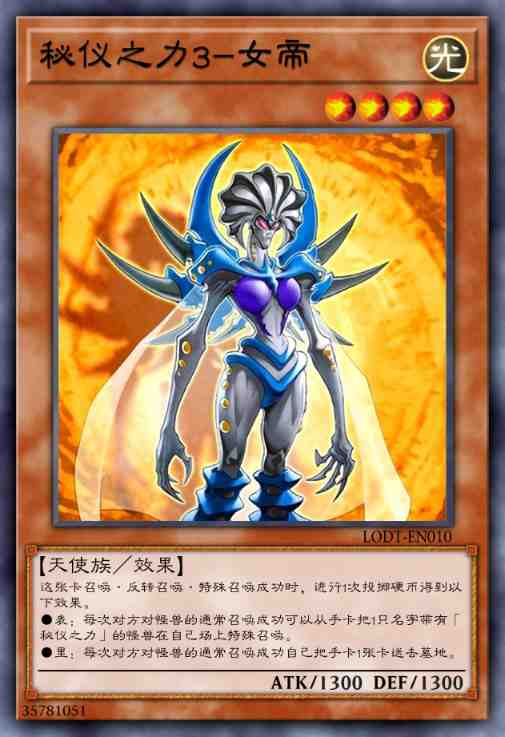 秘仪之力3-女帝
光
LODT-EN010
【天使族／效果】
这张卡召唤·反转召唤·特殊召唤成功时，进行1次投掷硬币得到以
下效果。
●表：每次对方对怪兽的通常召唤成功可以从手卡把1只名字带有「
秘仪之力」的怪兽在自己场上特殊召唤。
●里：每次对方对怪兽的通常召唤成功自己把手卡1张卡送去墓地。
ATK/1300 DEF/1300
35781051